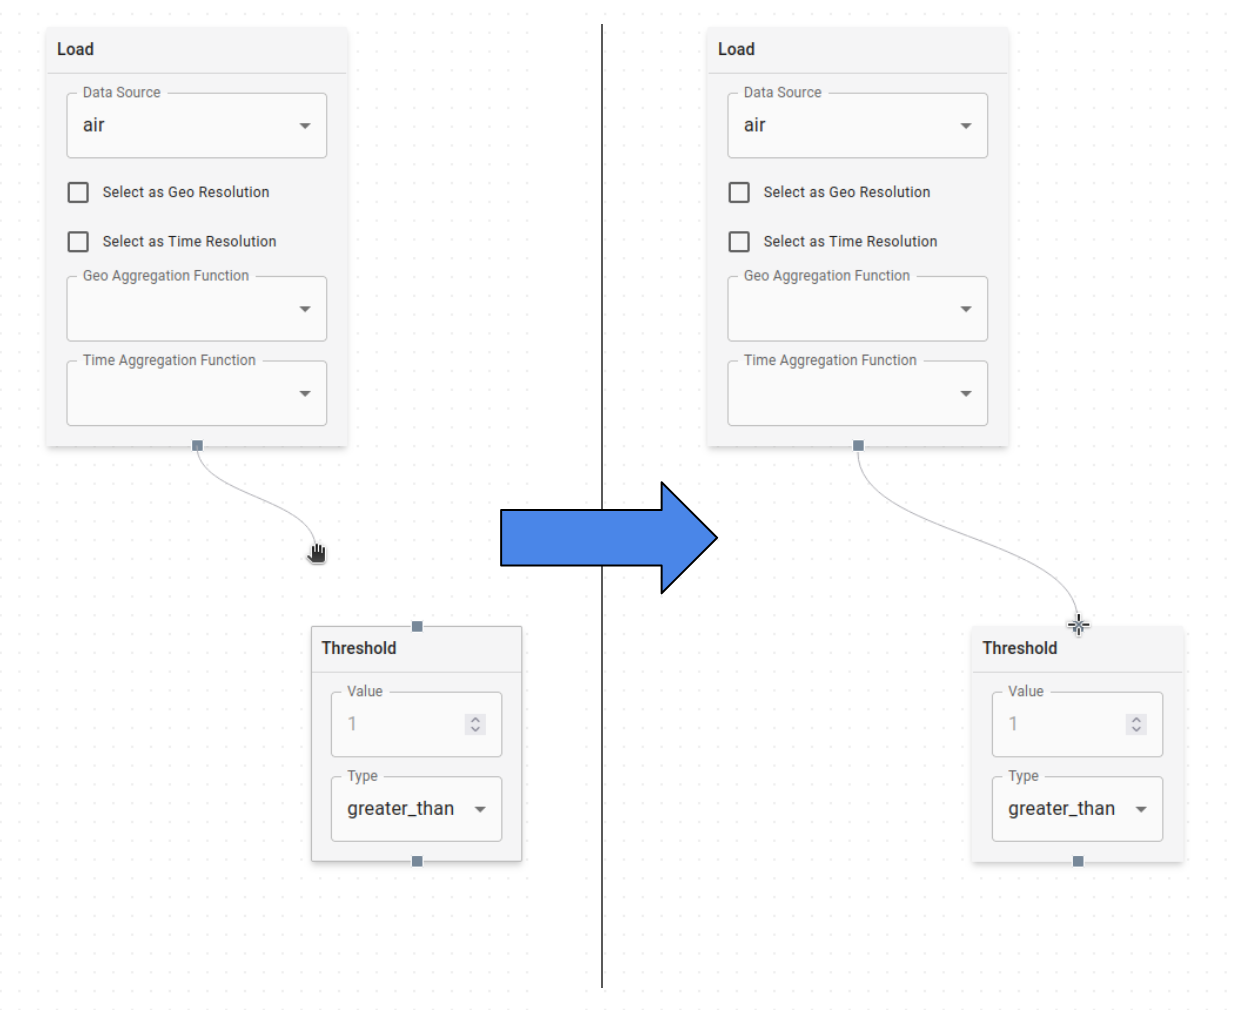 Load
Data Source
air
Select as Geo Resolution
Select as Time Resolution
Geo Aggregation Function
Time Aggregation Function
Threshold
Value
1
Type
greater_than
Load
Data Source
air
Select as Geo Resolution
Select as Time Resolution
Geo Aggregation Function
Time Aggregation Function
Threshold
Value
1
Type
greater_than